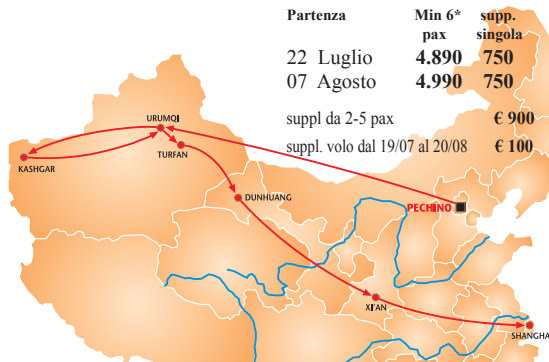 Partenza Min 6* supp.
pax singola
22 Luglio 4.890 750
07 Agosto 4.990 750
suppl da 2-5 pax € 900
suppl. volo dal 19/07 al 20/08 € 100
URUMQI
TURFAN
KASHGAR
DUNHUANG
PECHINO
XI'AN
SHANGHA